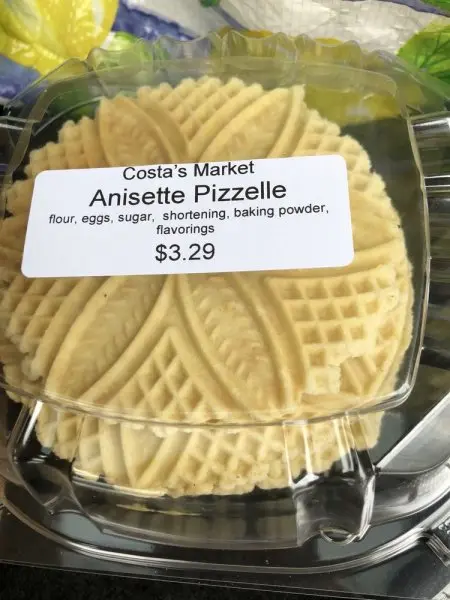 Costa's Market
Anisette Pizzelle
flour, eggs, sugar, shortening, baking powder,
flavorings
$3.29